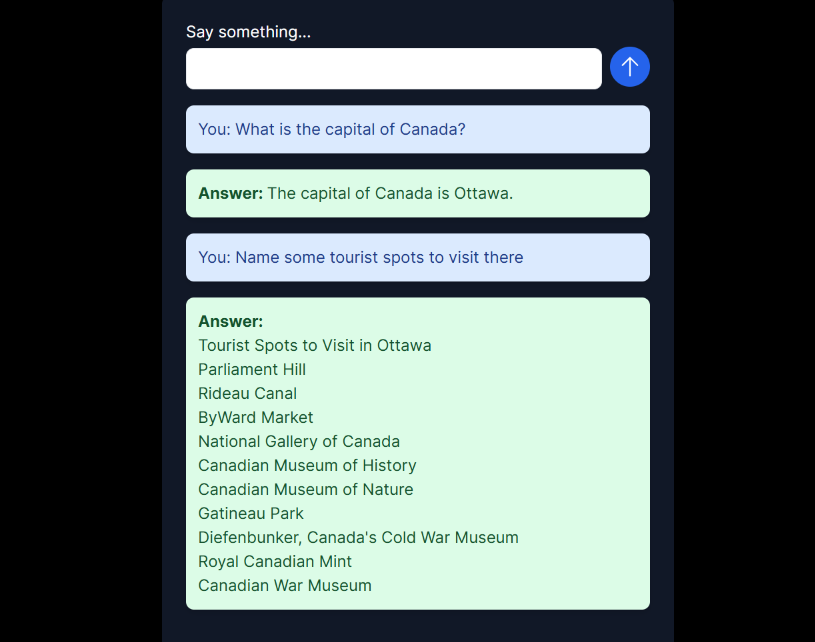 Say something...
You: What is the capital of Canada?
Answer: The capital of Canada is Ottawa.
You: Name some tourist spots to visit there
Answer:
Tourist Spots to Visit in Ottawa
Parliament Hill
Rideau Canal
ByWard Market
National Gallery of Canada
Canadian Museum of History
Canadian Museum of Nature
Gatineau Park
Diefenbunker, Canada's Cold War Museum
Royal Canadian Mint
Canadian War Museum